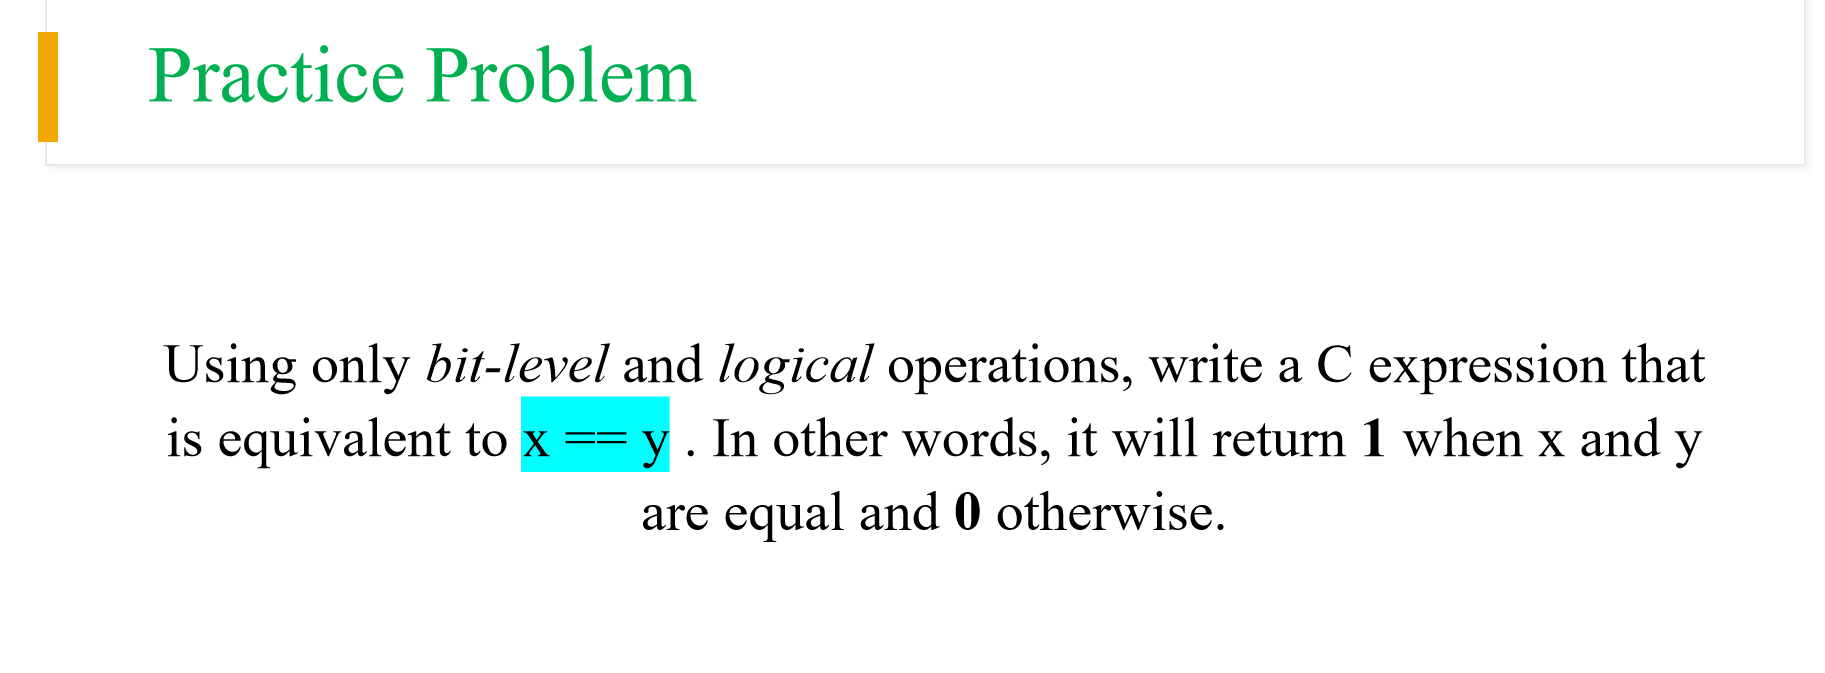 Practice Problem
Using only bit-level and logical operations, write a C expression that
is equivalent to x == y . In other words, it will return 1 when x and y
are equal and 0 otherwise.